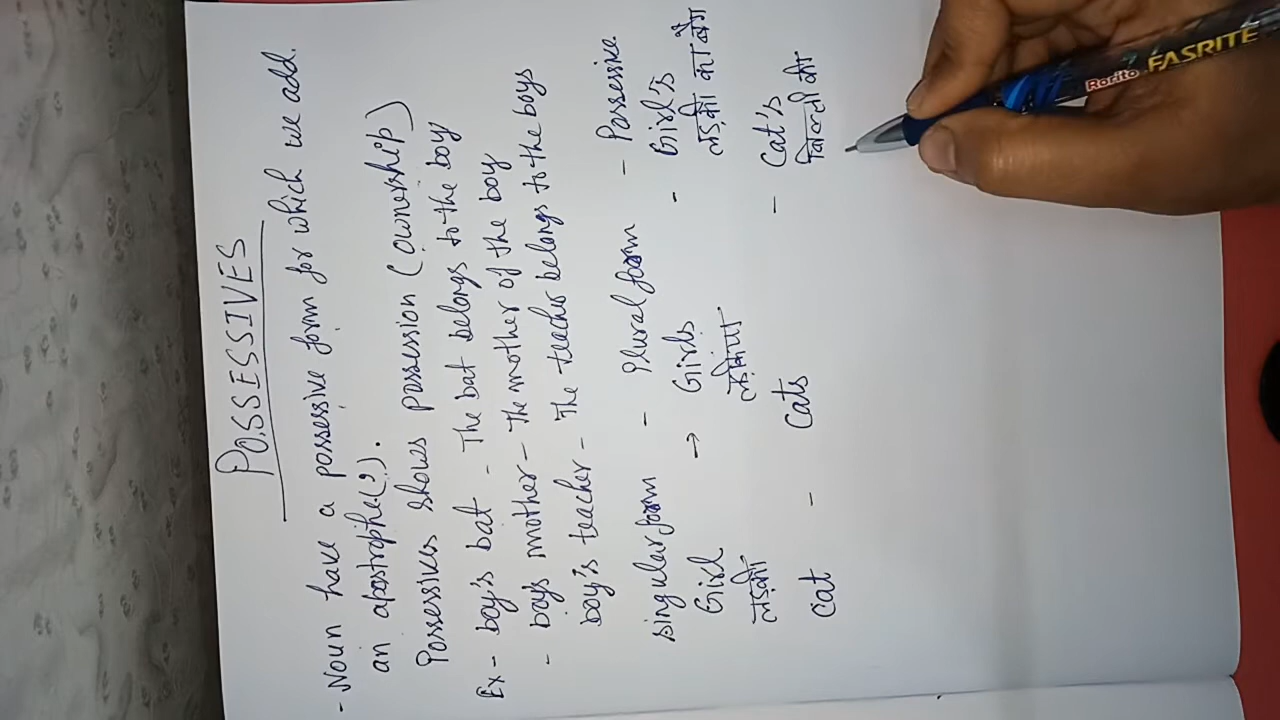 POSSESSIVES
- Noun have a possessive form for which we add.
an apostrophe(').
Possessives shows possession (ownership)
Ex - boy's bat - The bat belongs to the boy
- boy's mother - The mother of the boy
boy's teacher - The teacher belongs to the boys
singular form - Plural form - Possessive
Girl → Girls - Girl's
लड़की लड़कियां लड़की का बैग
cat - cats - Cat's
बिल्ली की
Rorito FASRITE